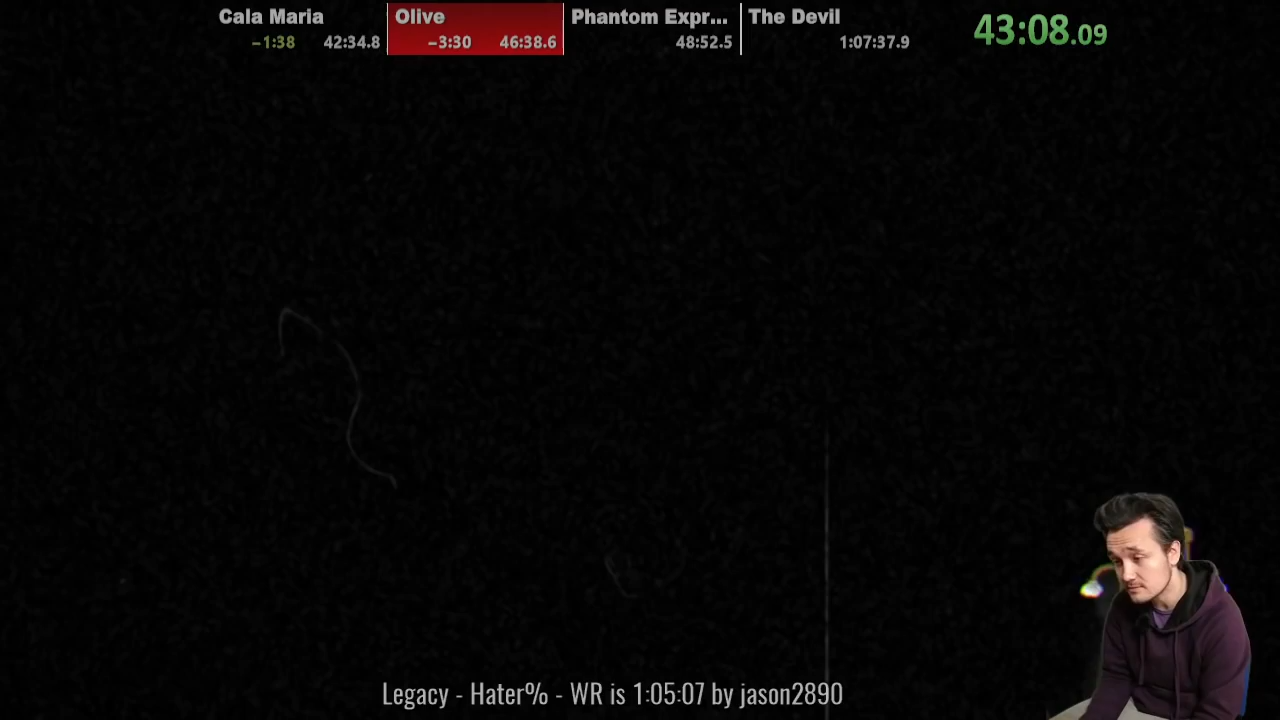 Cala Maria
−1:38 42:34.8
Olive
−3:30 46:38.6
Phantom Expr...
48:52.5
The Devil
1:07:37.9
43:08.09
Legacy - Hater% - WR is 1:05:07 by jason2890